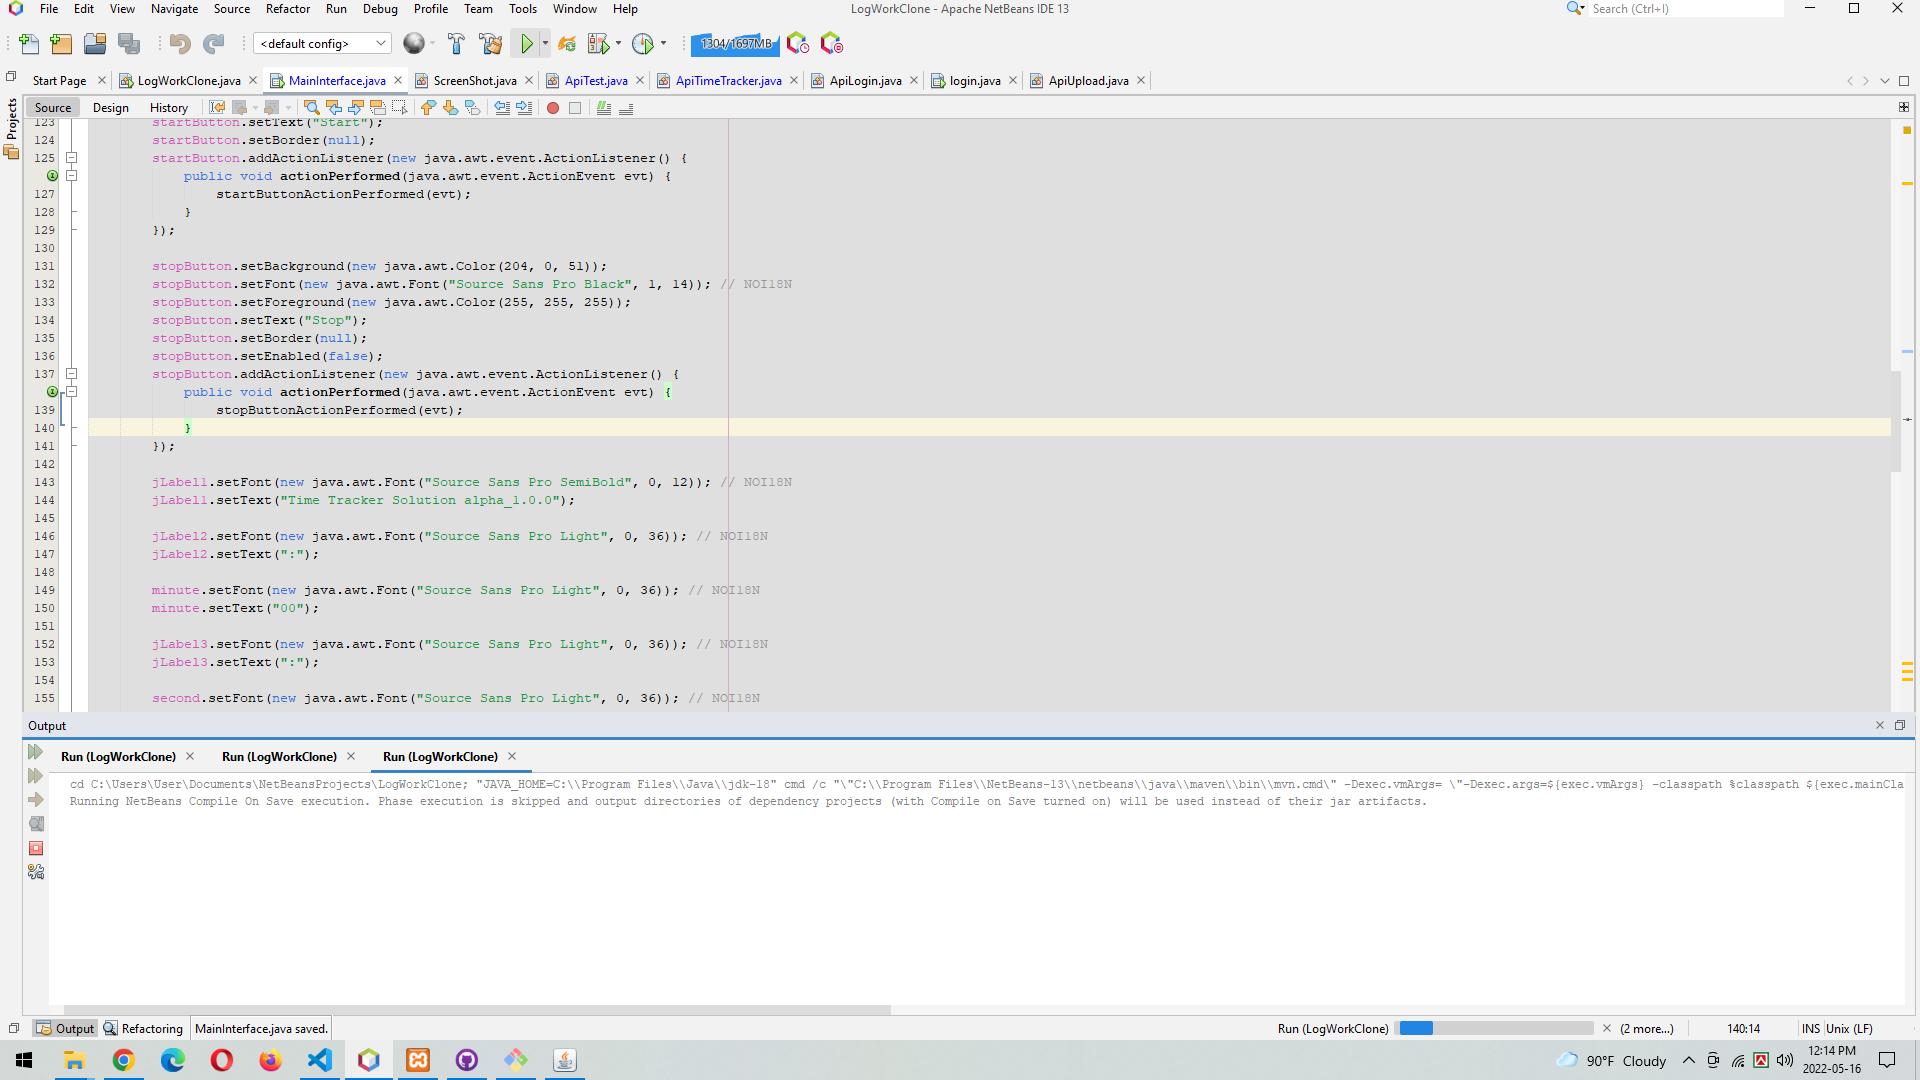 File Edit View Navigate Source Refactor Run Debug Profile Team Tools Window Help LogWorkClone - Apache NetBeans IDE 13 Search (Ctrl+I)
<default config> 1304/1697MB
Start Page LogWorkClone.java MainInterface.java ScreenShot.java ApiTest.java ApiTimeTracker.java ApiLogin.java login.java ApiUpload.java
Projects
Source Design History
123 startButton.setText("Start");
124 startButton.setBorder(null);
125 startButton.addActionListener(new java.awt.event.ActionListener() {
public void actionPerformed(java.awt.event.ActionEvent evt) {
127 startButtonActionPerformed(evt);
128 }
129 });
130
131 stopButton.setBackground(new java.awt.Color(204, 0, 51));
132 stopButton.setFont(new java.awt.Font("Source Sans Pro Black", 1, 14)); // NOI18N
133 stopButton.setForeground(new java.awt.Color(255, 255, 255));
134 stopButton.setText("Stop");
135 stopButton.setBorder(null);
136 stopButton.setEnabled(false);
137 stopButton.addActionListener(new java.awt.event.ActionListener() {
public void actionPerformed(java.awt.event.ActionEvent evt) {
139 stopButtonActionPerformed(evt);
140 }
141 });
142
143 jLabel1.setFont(new java.awt.Font("Source Sans Pro SemiBold", 0, 12)); // NOI18N
144 jLabel1.setText("Time Tracker Solution alpha_1.0.0");
145
146 jLabel2.setFont(new java.awt.Font("Source Sans Pro Light", 0, 36)); // NOI18N
147 jLabel2.setText(":");
148
149 minute.setFont(new java.awt.Font("Source Sans Pro Light", 0, 36)); // NOI18N
150 minute.setText("00");
151
152 jLabel3.setFont(new java.awt.Font("Source Sans Pro Light", 0, 36)); // NOI18N
153 jLabel3.setText(":");
154
155 second.setFont(new java.awt.Font("Source Sans Pro Light", 0, 36)); // NOI18N
Output
Run (LogWorkClone) Run (LogWorkClone) Run (LogWorkClone)
cd C:\Users\User\Documents\NetBeansProjects\LogWorkClone; "JAVA_HOME=C:\\Program Files\\Java\\jdk-18" cmd /c "\"C:\\Program Files\\NetBeans-13\\netbeans\\java\\maven\\bin\\mvn.cmd\" -Dexec.vmArgs= \"-Dexec.args=${exec.vmArgs} -classpath %classpath ${exec.mainCla
Running NetBeans Compile On Save execution. Phase execution is skipped and output directories of dependency projects (with Compile on Save turned on) will be used instead of their jar artifacts.
Output Refactoring MainInterface.java saved. Run (LogWorkClone) (2 more...) 140:14 INS Unix (LF)
90°F Cloudy 12:14 PM
2022-05-16